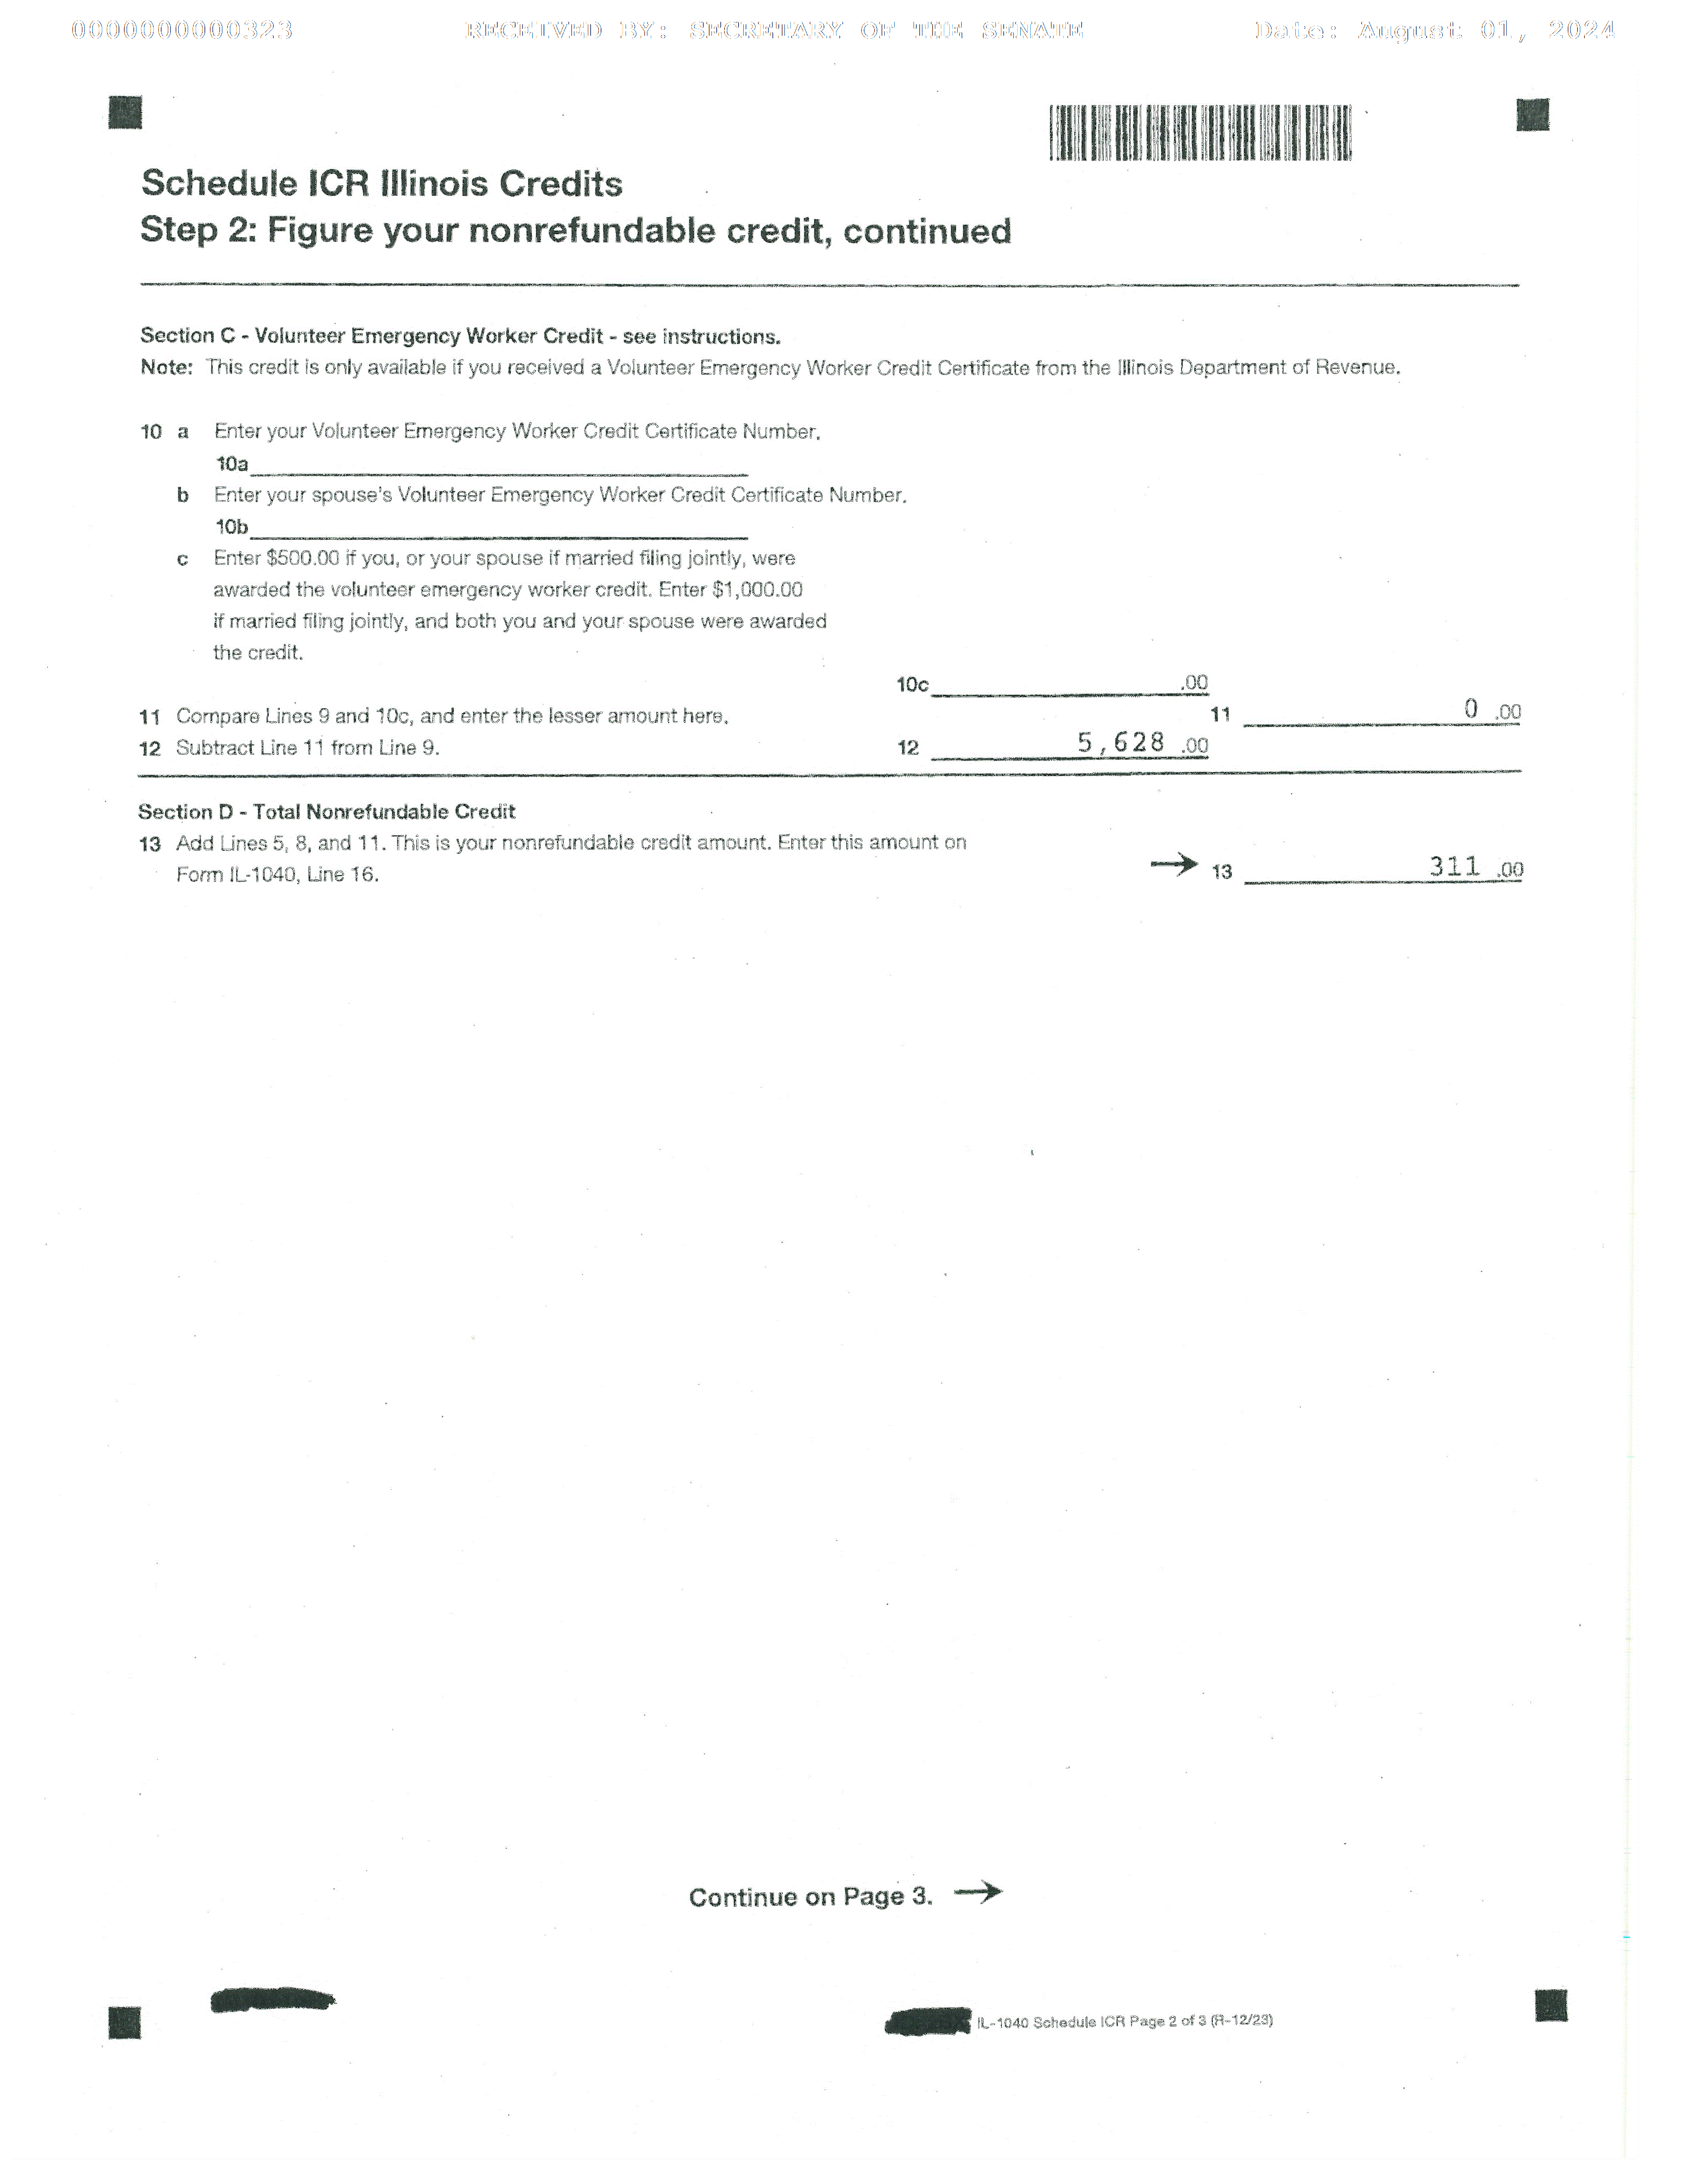 0000000000323 RECEIVED BY: SECRETARY OF THE SENATE Date: August 01, 2024
Schedule ICR Illinois Credits
Step 2: Figure your nonrefundable credit, continued
Section C - Volunteer Emergency Worker Credit - see instructions.
Note: This credit is only available if you received a Volunteer Emergency Worker Credit Certificate from the Illinois Department of Revenue.
10 a Enter your Volunteer Emergency Worker Credit Certificate Number.
10a
b Enter your spouse's Volunteer Emergency Worker Credit Certificate Number.
10b
c Enter $500.00 if you, or your spouse if married filing jointly, were
awarded the volunteer emergency worker credit. Enter $1,000.00
if married filing jointly, and both you and your spouse were awarded
the credit.
10c .00
11 Compare Lines 9 and 10c, and enter the lesser amount here. 11 0 .00
12 Subtract Line 11 from Line 9. 12 5,628 .00
Section D - Total Nonrefundable Credit
13 Add Lines 5, 8, and 11. This is your nonrefundable credit amount. Enter this amount on
Form IL-1040, Line 16. → 13 311 .00
Continue on Page 3. →
IL-1040 Schedule ICR Page 2 of 3 (R-12/23)